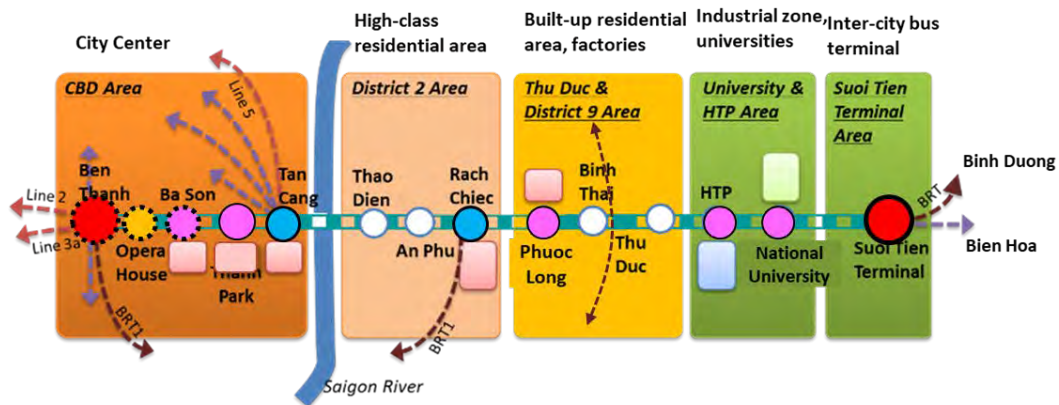 City Center
High-class
residential area
Built-up residential
area, factories
Industrial zone,
universities
Inter-city bus
terminal
CBD Area
District 2 Area
Thu Duc &
District 9 Area
University &
HTP Area
Suoi Tien
Terminal
Area
Line 5
Line 2
Line 3a
Ben
Thanh
Ba Son
Tan
Cang
Opera
House
Park
BRT1
Thao
Dien
An Phu
Rach
Chiec
BRT1
Phuoc
Long
Binh
Thai
Thu
Duc
HTP
National
University
Suoi Tien
Terminal
BRT
Binh Duong
Bien Hoa
Saigon River